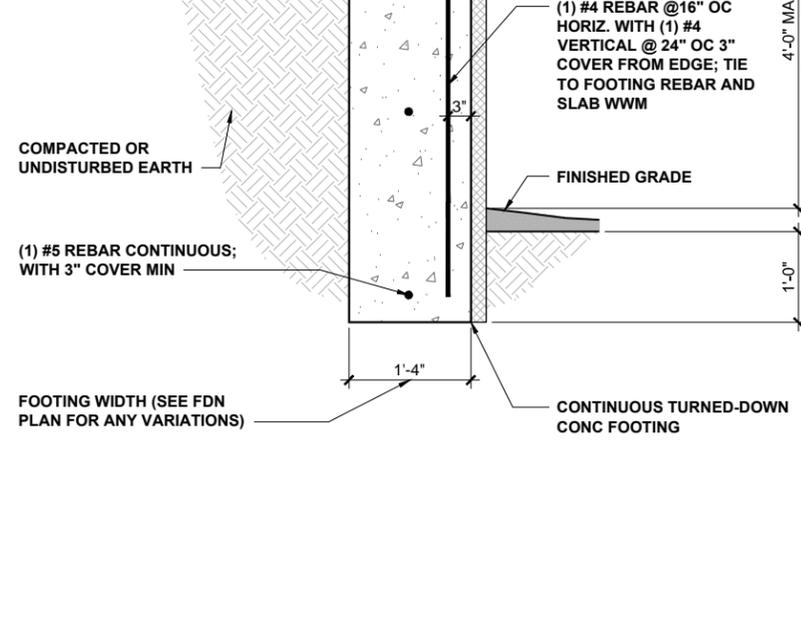 (1) #4 REBAR @16" OC
HORIZ. WITH (1) #4
VERTICAL @ 24" OC 3"
COVER FROM EDGE; TIE
TO FOOTING REBAR AND
SLAB WWM
4'-0" MA
3"
COMPACTED OR
UNDISTURBED EARTH
FINISHED GRADE
(1) #5 REBAR CONTINUOUS;
WITH 3" COVER MIN
1'-0"
1'-4"
FOOTING WIDTH (SEE FDN
PLAN FOR ANY VARIATIONS)
CONTINUOUS TURNED-DOWN
CONC FOOTING